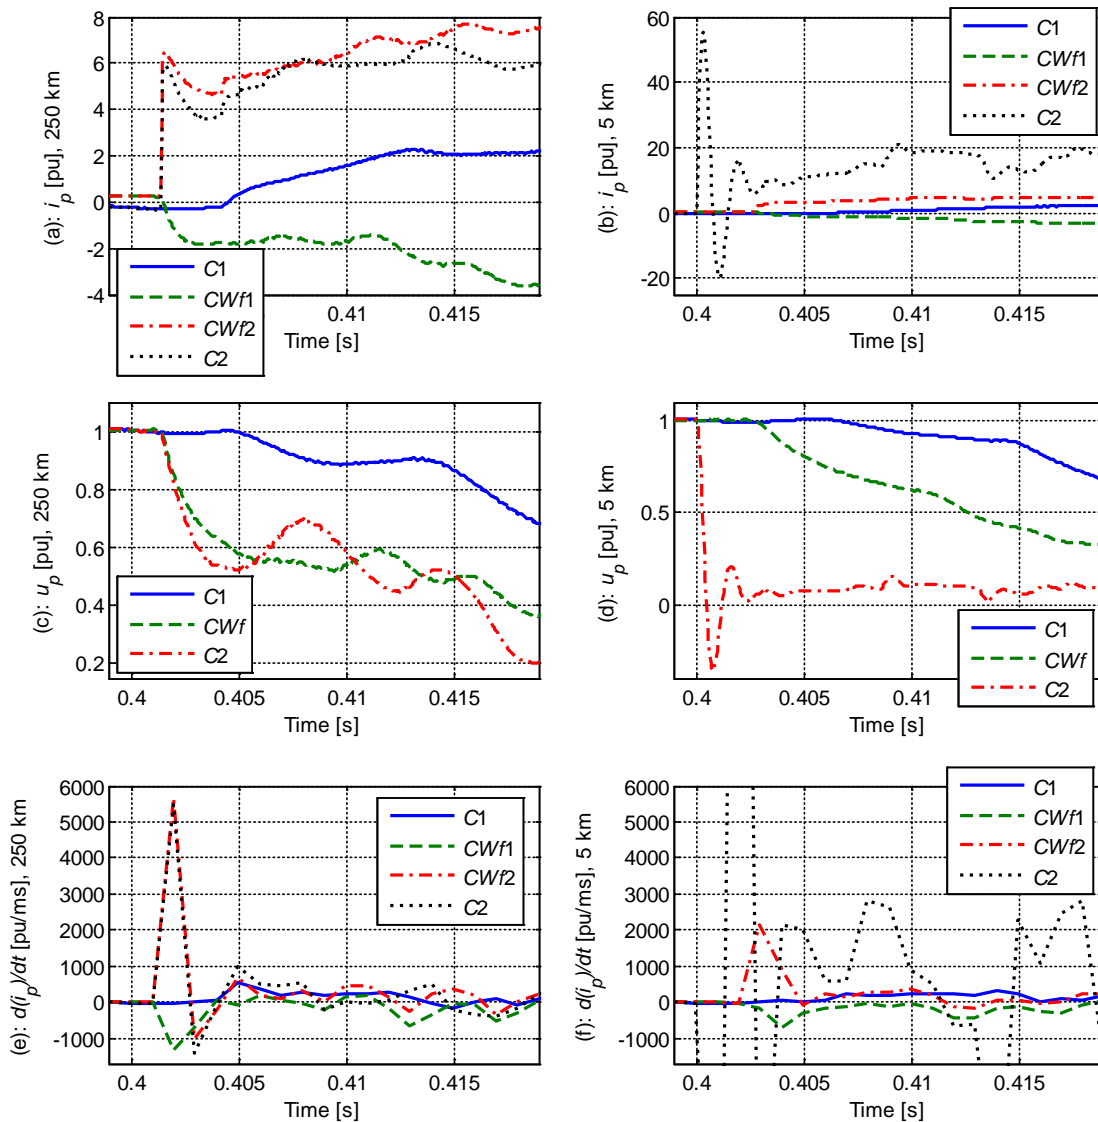 (a): i_p [pu], 250 km
8
6
4
2
0
-2
-4
0.4
0.405
0.41
0.415
Time [s]
C1
CWf1
CWf2
C2
(b): i_p [pu], 5 km
60
40
20
0
-20
0.4
0.405
0.41
0.415
Time [s]
C1
CWf1
CWf2
C2
(c): u_p [pu], 250 km
1
0.8
0.6
0.4
0.2
0.4
0.405
0.41
0.415
Time [s]
C1
CWf
C2
(d): u_p [pu], 5 km
1
0.5
0
0.4
0.405
0.41
0.415
Time [s]
C1
CWf
C2
(e): d(i_p)/dt [pu/ms], 250 km
6000
5000
4000
3000
2000
1000
0
-1000
0.4
0.405
0.41
0.415
Time [s]
C1
CWf1
CWf2
C2
(f): d(i_p)/dt [pu/ms], 5 km
6000
5000
4000
3000
2000
1000
0
-1000
0.4
0.405
0.41
0.415
Time [s]
C1
CWf1
CWf2
C2